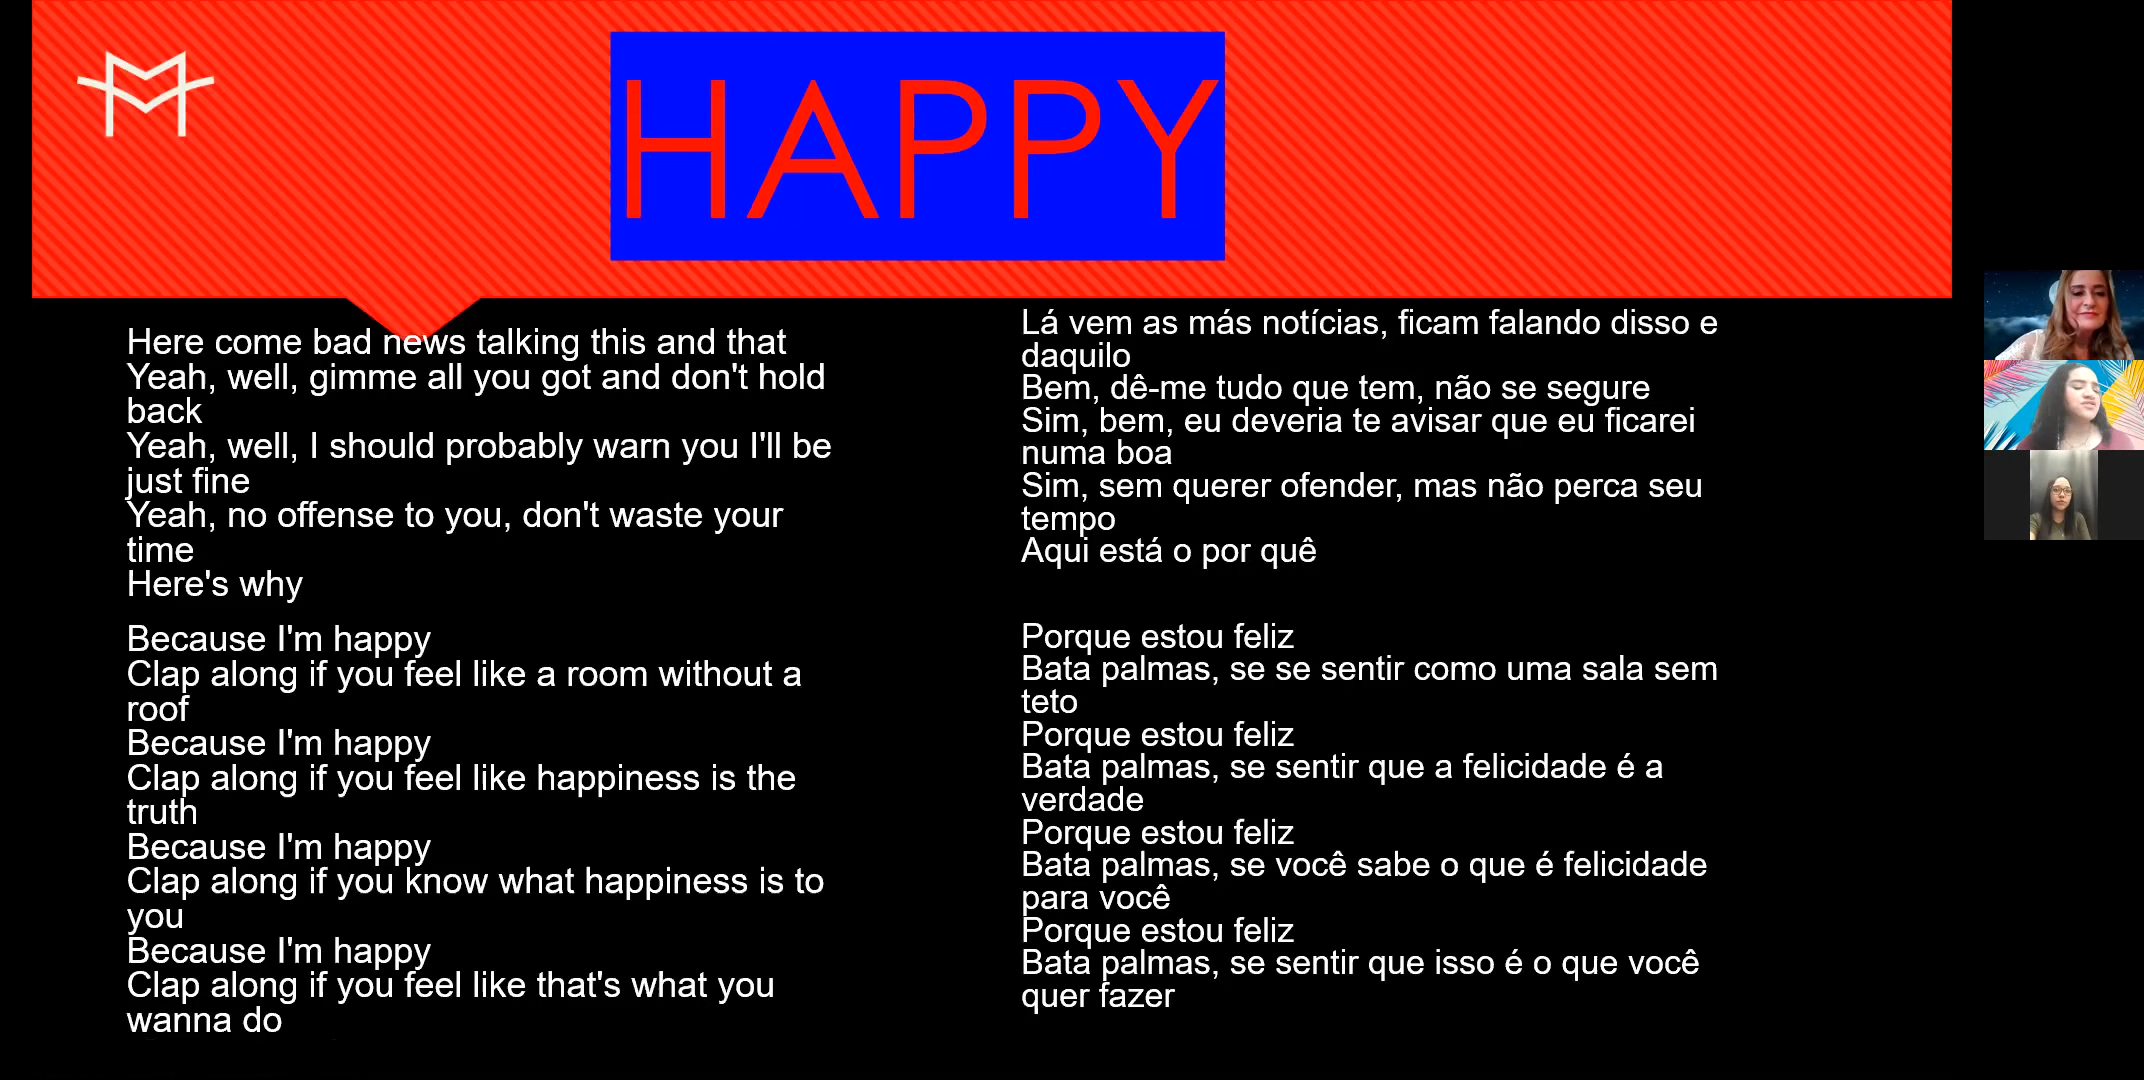 HAPPY
Here come bad news talking this and that
Yeah, well, gimme all you got and don't hold
back
Yeah, well, I should probably warn you I'll be
just fine
Yeah, no offense to you, don't waste your
time
Here's why
Because I'm happy
Clap along if you feel like a room without a
roof
Because I'm happy
Clap along if you feel like happiness is the
truth
Because I'm happy
Clap along if you know what happiness is to
you
Because I'm happy
Clap along if you feel like that's what you
wanna do
Lá vem as más notícias, ficam falando disso e
daquilo
Bem, dê-me tudo que tem, não se segure
Sim, bem, eu deveria te avisar que eu ficarei
numa boa
Sim, sem querer ofender, mas não perca seu
tempo
Aqui está o por quê
Porque estou feliz
Bata palmas, se se sentir como uma sala sem
teto
Porque estou feliz
Bata palmas, se sentir que a felicidade é a
verdade
Porque estou feliz
Bata palmas, se você sabe o que é felicidade
para você
Porque estou feliz
Bata palmas, se sentir que isso é o que você
quer fazer